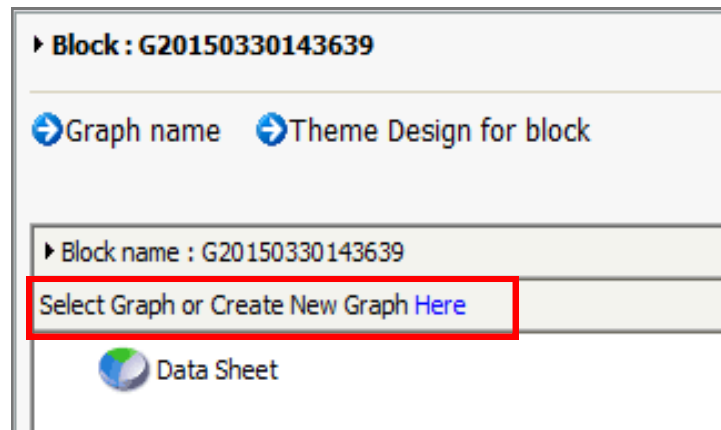 Block : G20150330143639
Graph name Theme Design for block
Block name : G20150330143639
Select Graph or Create New Graph Here
Data Sheet